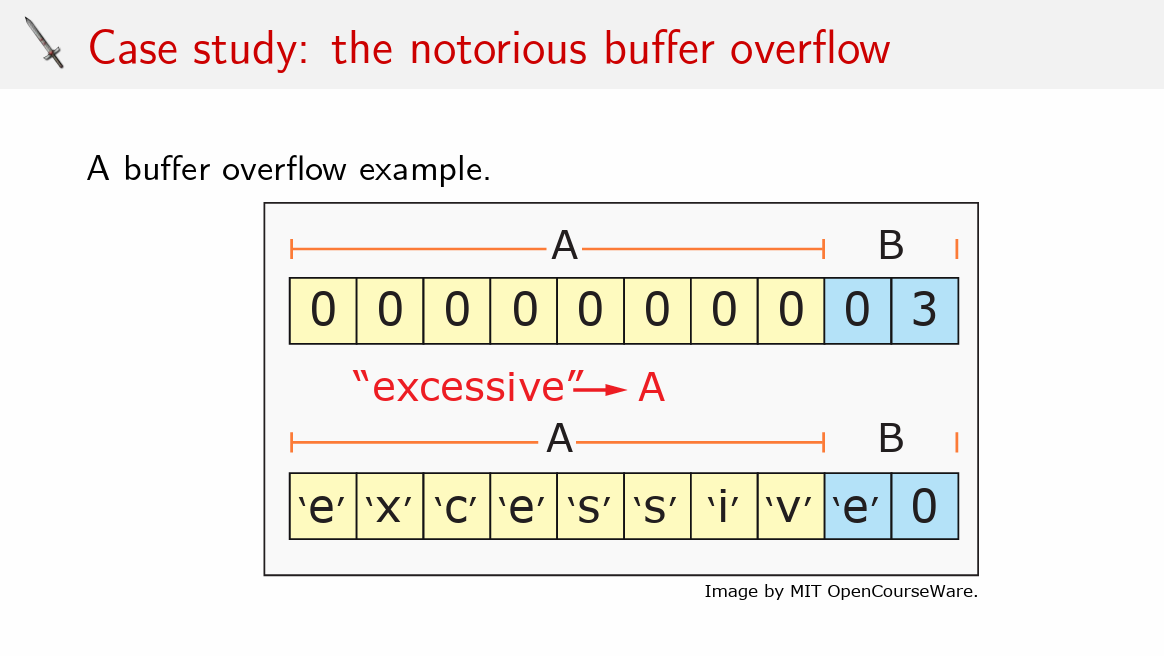 Case study: the notorious buffer overflow
A buffer overflow example.
A B
0 0 0 0 0 0 0 0 0 3
“excessive” → A
A B
‘e’ ‘x’ ‘c’ ‘e’ ‘s’ ‘s’ ‘i’ ‘v’ ‘e’ 0
Image by MIT OpenCourseWare.